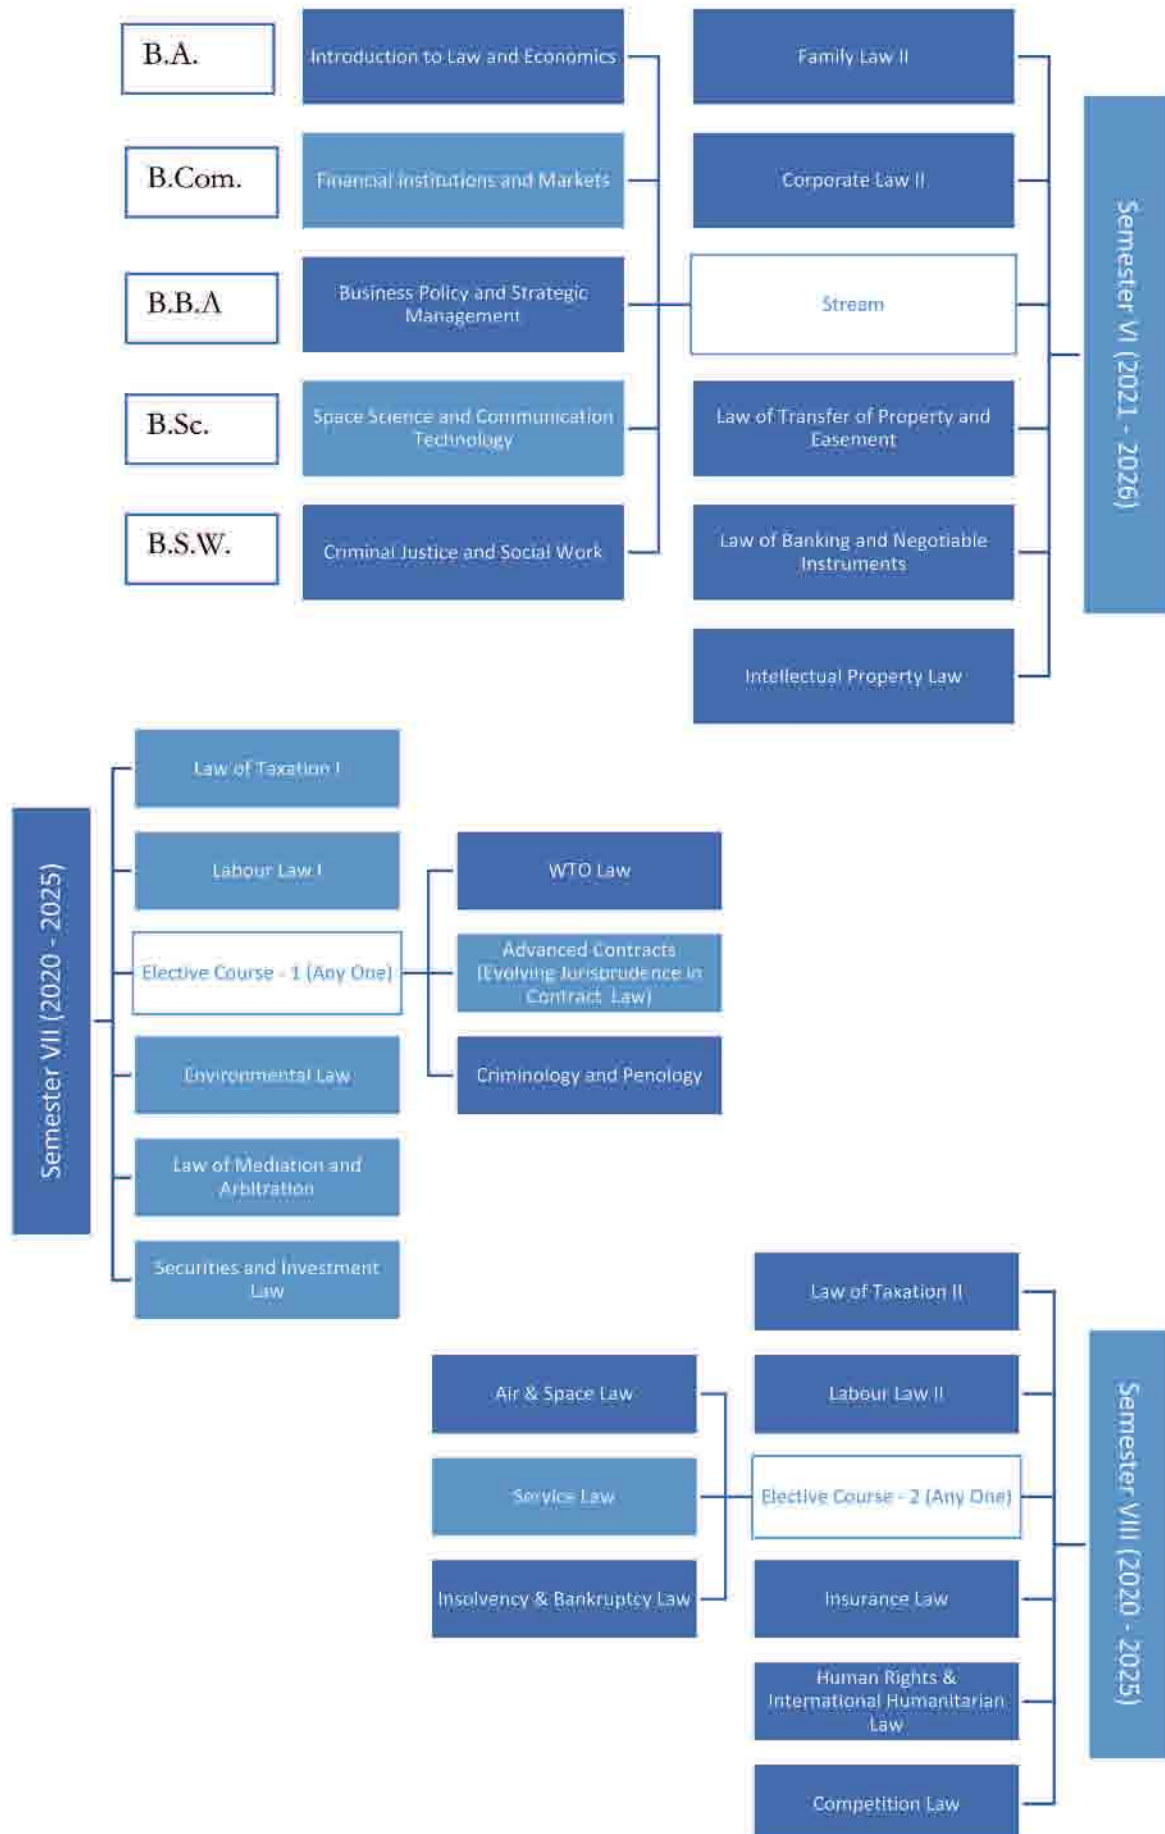 B.A.
Introduction to Law and Economics
Family Law II
B.Com.
Financial Institutions and Markets
Corporate Law II
B.B.A
Business Policy and Strategic
Management
Stream
B.Sc.
Space Science and Communication
Technology
Law of Transfer of Property and
Easement
B.S.W.
Criminal Justice and Social Work
Law of Banking and Negotiable
Instruments
Intellectual Property Law
Semester VI (2021 - 2026)
Semester VII (2020 - 2025)
Law of Taxation I
Labour Law I
Elective Course - 1 (Any One)
Environmental Law
Law of Mediation and
Arbitration
Securities and Investment
Law
WTO Law
Advanced Contracts
(Evolving Jurisprudence in
Contract Law)
Criminology and Penology
Law of Taxation II
Labour Law II
Elective Course - 2 (Any One)
Insurance Law
Human Rights &
International Humanitarian
Law
Competition Law
Air & Space Law
Service Law
Insolvency & Bankruptcy Law
Semester VIII (2020 - 2025)